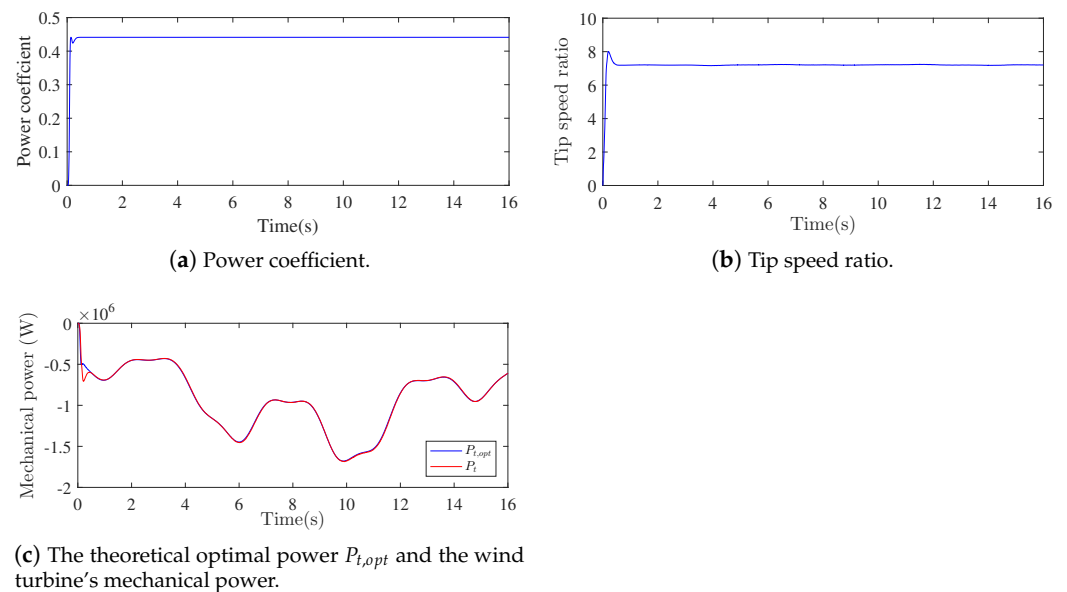 0.5
0.4
0.3
0.2
0.1
0
Power coeffcient
0 2 4 6 8 10 12 14 16
Time(s)
(a) Power coefficient.
10
8
6
4
2
0
Tip speed ratio
0 2 4 6 8 10 12 14 16
Time(s)
(b) Tip speed ratio.
×10^6
0
-0.5
-1
-1.5
-2
Mechanical power (W)
P_{t,opt}
P_t
0 2 4 6 8 10 12 14 16
Time(s)
(c) The theoretical optimal power P_{t,opt} and the wind
turbine’s mechanical power.